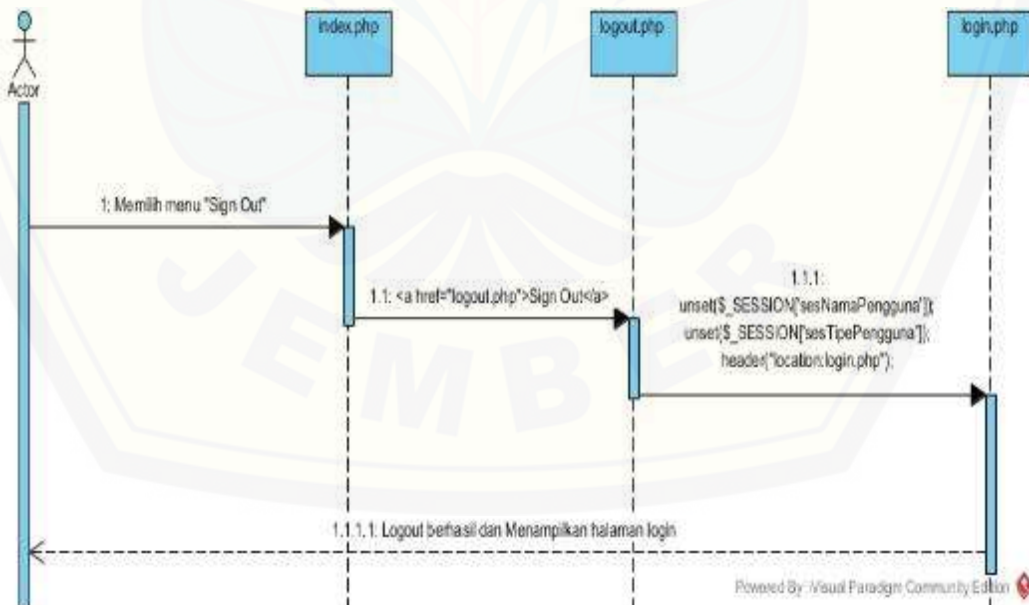 index.php
logout.php
login.php
Actor
1: Memilih menu "Sign Out"
1.1: <a href="logout.php">Sign Out</a>
1.1.1:
unset($_SESSION['sesNamaPengguna']);
unset($_SESSION['sesTipePengguna']);
header("location:login.php");
JEMBER
1.1.1.1: Logout berhasil dan Menampilkan halaman login
Powered By: Visual Paradigm Community Edition